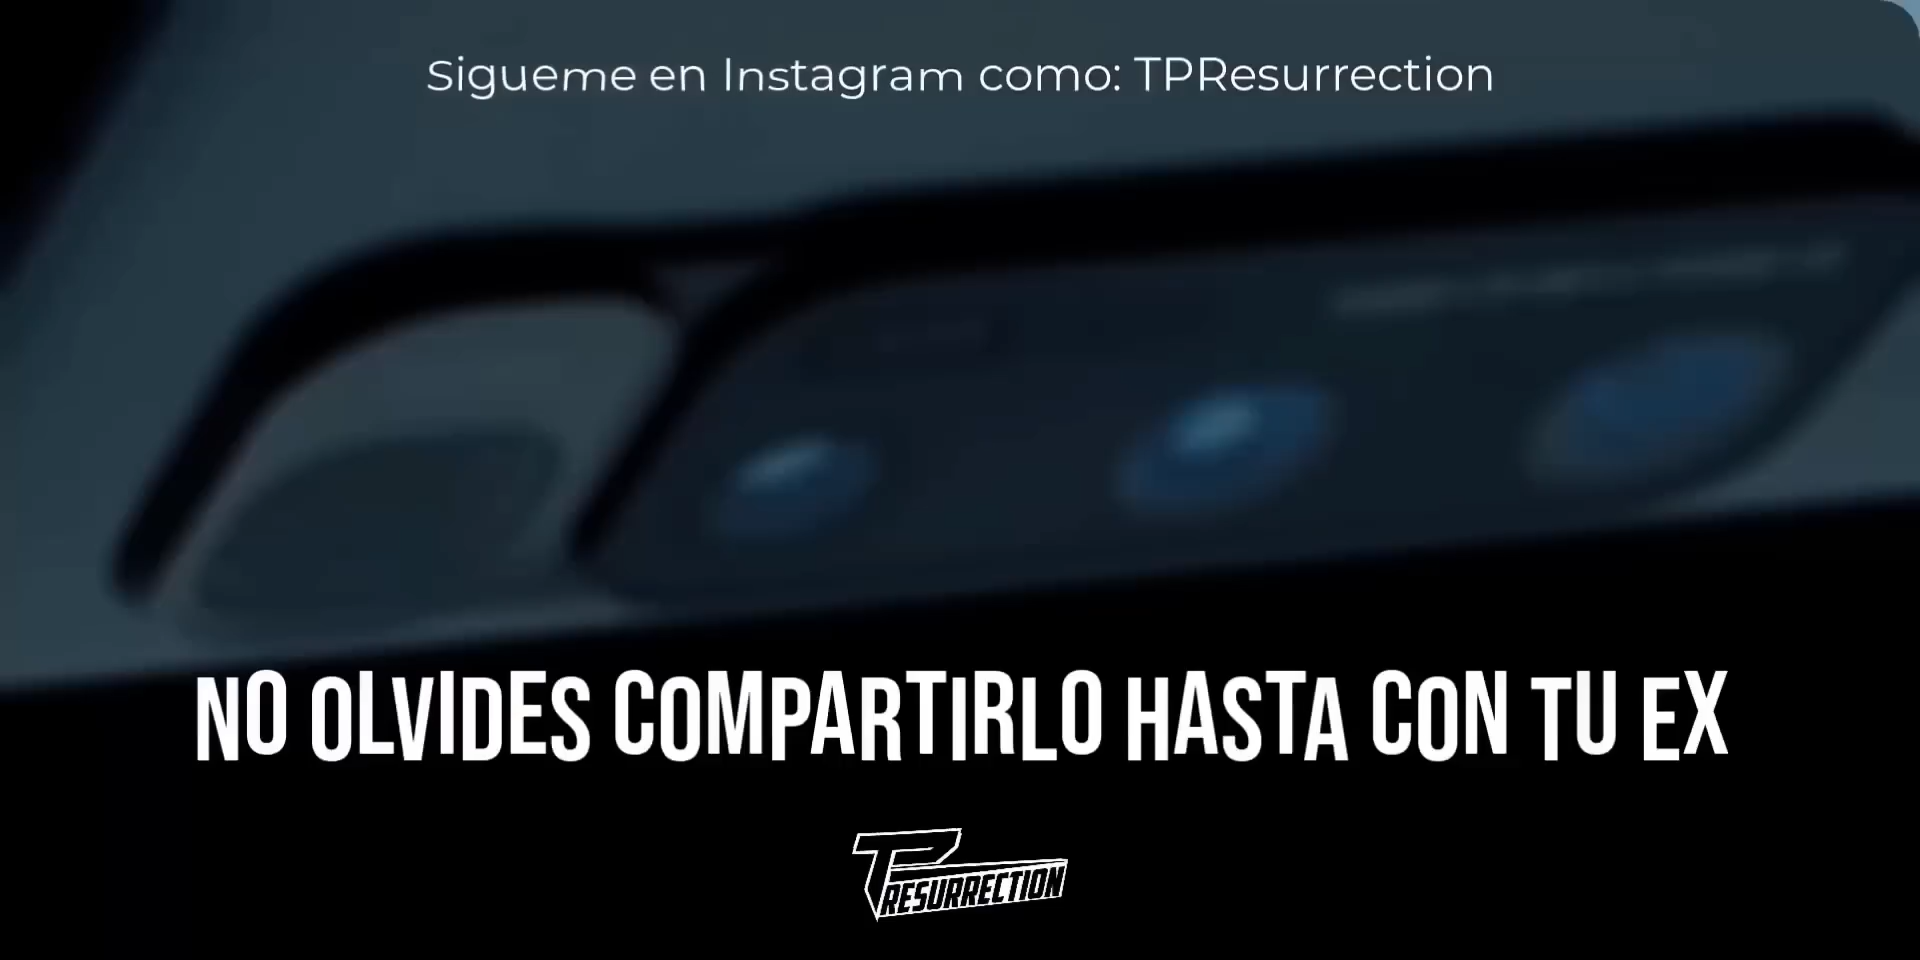 Sigueme en Instagram como: TPResurrection
NO OLVIDES COMPARTIRLO HASTA CON TU EX
TP
RESURRECTION